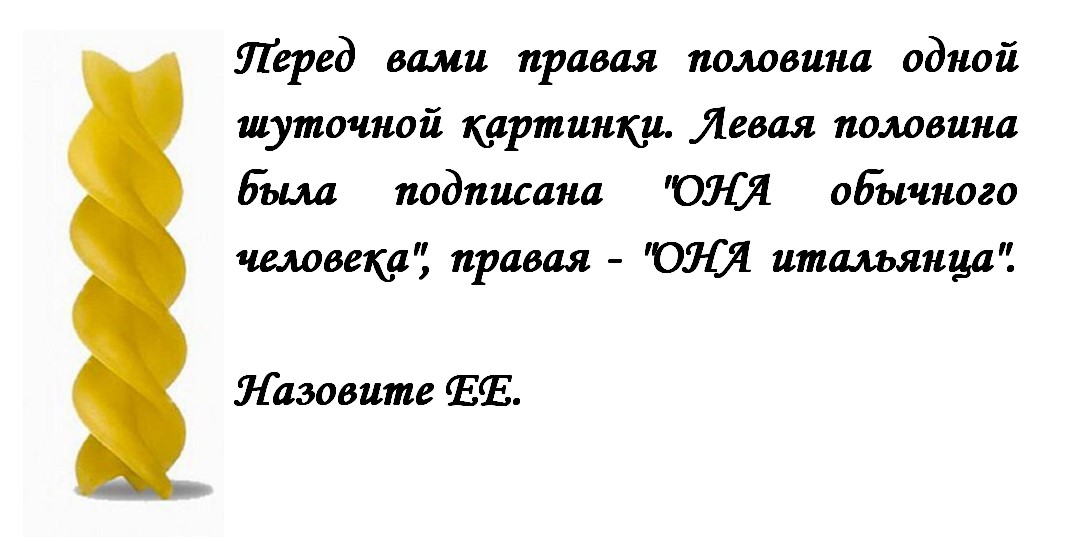 Перед вами правая половина одной
шуточной картинки. Левая половина
была подписана "ОНА обычного
человека", правая - "ОНА итальянца".
Назовите ЕЕ.